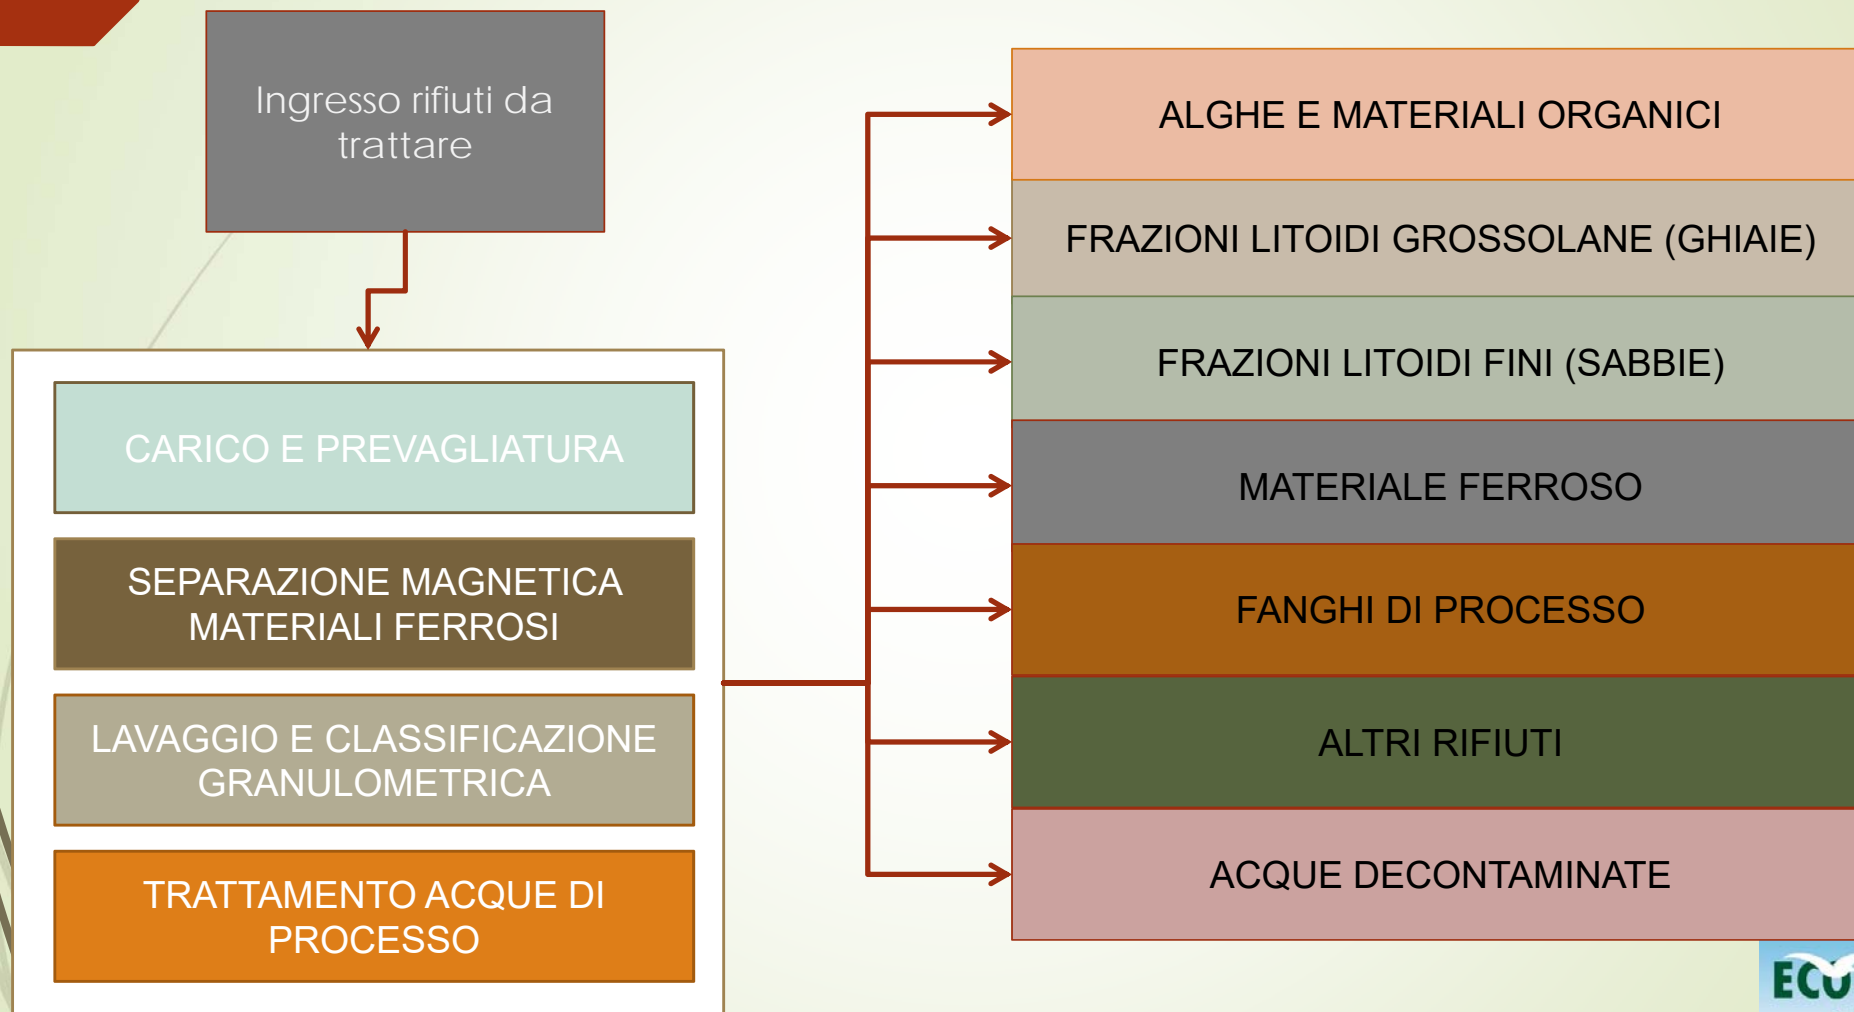 Ingresso rifiuti da
trattare
CARICO E PREVAGLIATURA
SEPARAZIONE MAGNETICA
MATERIALI FERROSI
LAVAGGIO E CLASSIFICAZIONE
GRANULOMETRICA
TRATTAMENTO ACQUE DI
PROCESSO
ALGHE E MATERIALI ORGANICI
FRAZIONI LITOIDI GROSSOLANE (GHIAIE)
FRAZIONI LITOIDI FINI (SABBIE)
MATERIALE FERROSO
FANGHI DI PROCESSO
ALTRI RIFIUTI
ACQUE DECONTAMINATE